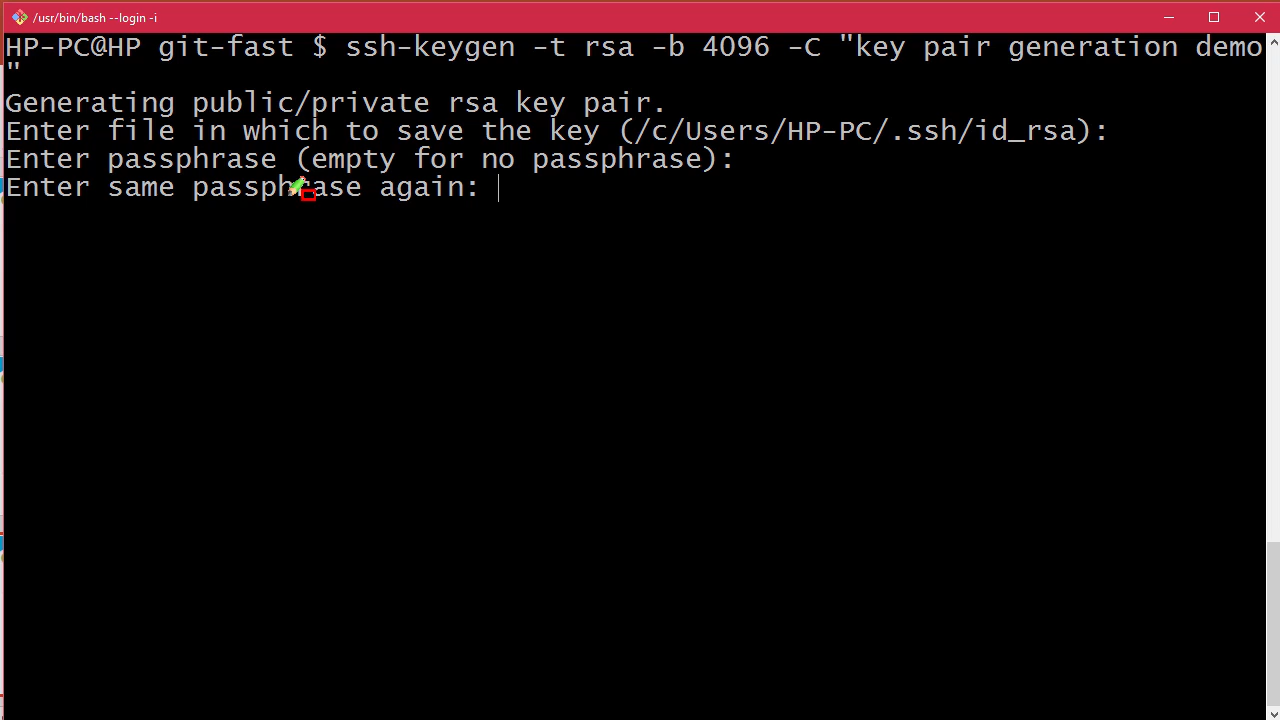 /usr/bin/bash --login -i
HP-PC@HP git-fast $ ssh-keygen -t rsa -b 4096 -C "key pair generation demo
"
Generating public/private rsa key pair.
Enter file in which to save the key (/c/Users/HP-PC/.ssh/id_rsa):
Enter passphrase (empty for no passphrase):
Enter same passphrase again: